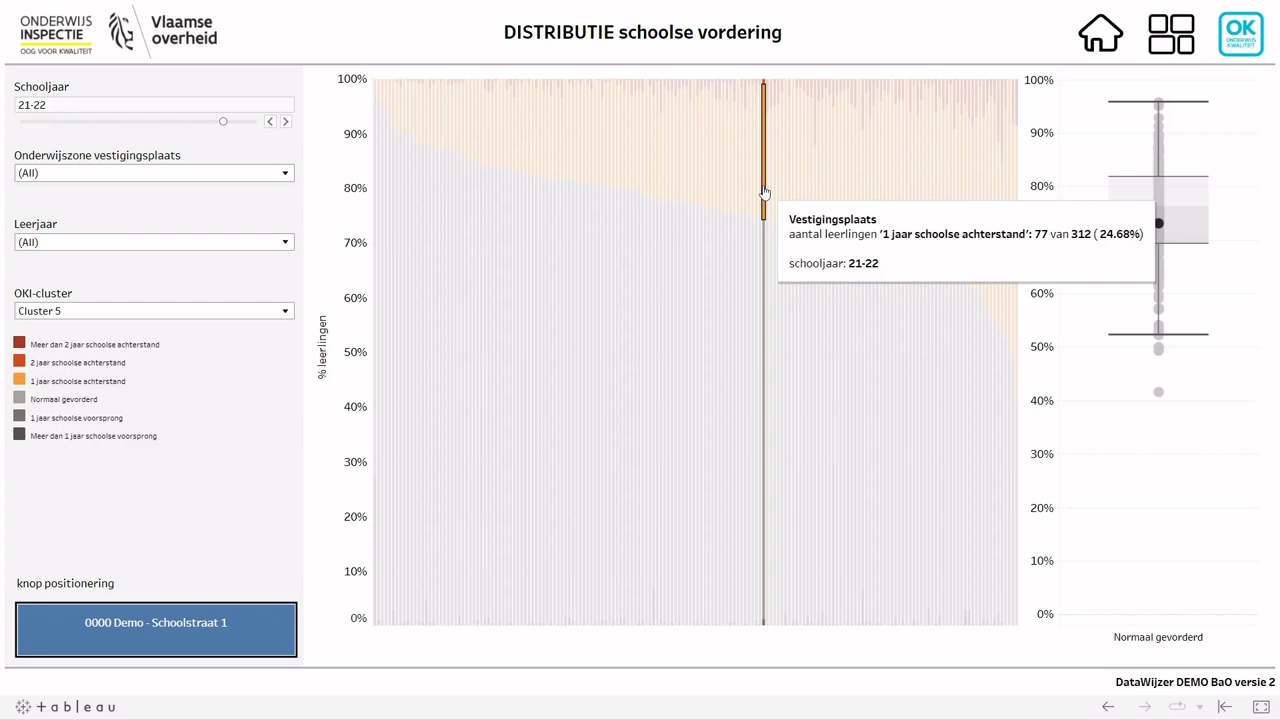 ONDERWIJS
INSPECTIE
OOG VOOR KWALITEIT
Vlaamse
overheid
DISTRIBUTIE schoolse vordering
OK
ONDERWIJS
KWALITEIT
Schooljaar
21-22
Onderwijszone vestigingsplaats
(All)
Leerjaar
(All)
OKI-cluster
Cluster 5
Meer dan 2 jaar schoolse achterstand
2 jaar schoolse achterstand
1 jaar schoolse achterstand
Normaal gevorderd
1 jaar schoolse voorsprong
Meer dan 1 jaar schoolse voorsprong
knop positionering
0000 Demo - Schoolstraat 1
% leerlingen
100%
90%
80%
70%
60%
50%
40%
30%
20%
10%
0%
Vestigingsplaats
aantal leerlingen '1 jaar schoolse achterstand': 77 van 312 ( 24.68%)
schooljaar: 21-22
100%
90%
80%
60%
50%
40%
30%
20%
10%
0%
Normaal gevorderd
DataWijzer DEMO BaO versie 2
+ a b l e a u